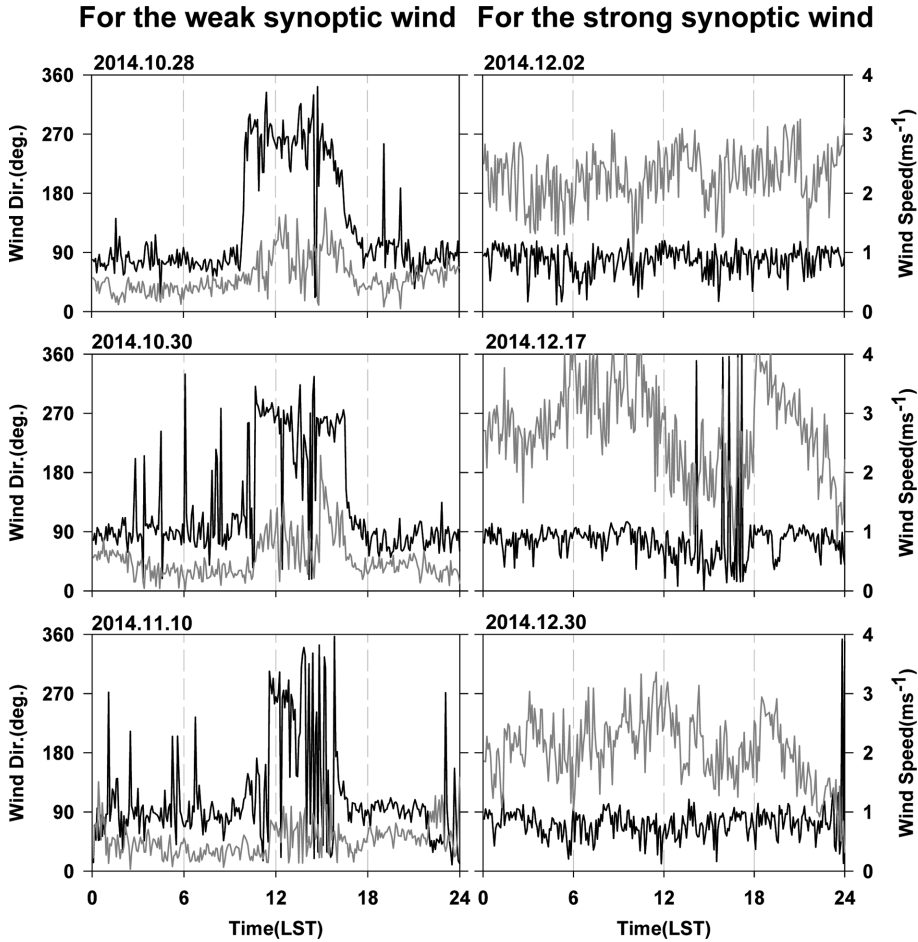 For the weak synoptic wind For the strong synoptic wind
2014.10.28 2014.12.02
360 270 180 90 0
Wind Dir.(deg.)
4 3 2 1 0
Wind Speed(ms-1)
2014.10.30 2014.12.17
360 270 180 90 0
Wind Dir.(deg.)
4 3 2 1 0
Wind Speed(ms-1)
2014.11.10 2014.12.30
360 270 180 90 0
Wind Dir.(deg.)
4 3 2 1 0
Wind Speed(ms-1)
0 6 12 18 24 0 6 12 18 24
Time(LST) Time(LST)